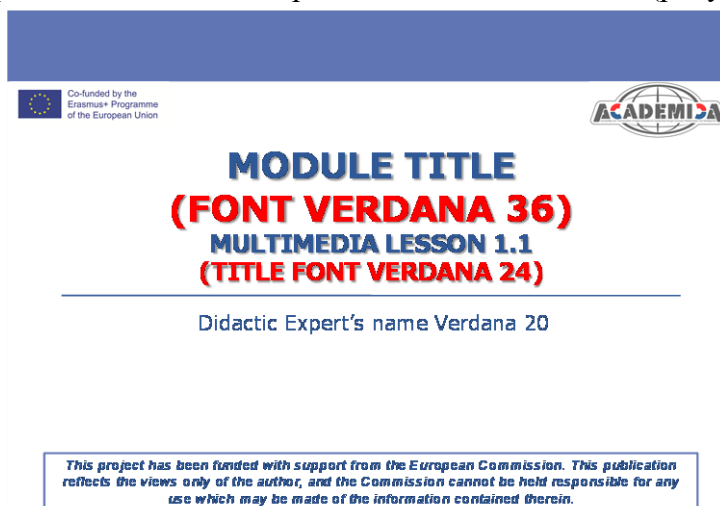 Co-funded by the
Erasmus+ Programme
of the European Union
ACADEMICA
MODULE TITLE
(FONT VERDANA 36)
MULTIMEDIA LESSON 1.1
(TITLE FONT VERDANA 24)
Didactic Expert's name Verdana 20
This project has been funded with support from the European Commission. This publication
reflects the views only of the author, and the Commission cannot be held responsible for any
use which may be made of the information contained therein.